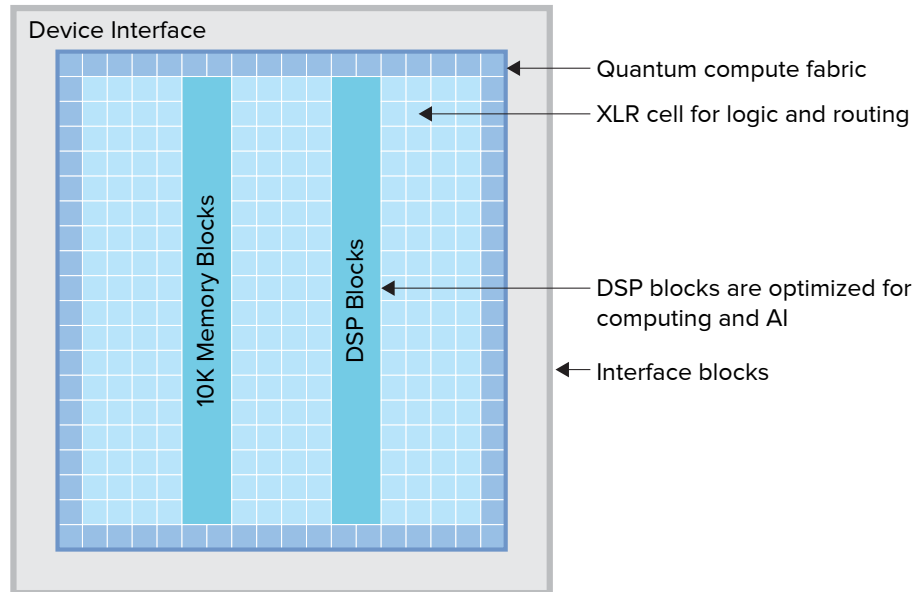 Device Interface
Quantum compute fabric
XLR cell for logic and routing
10K Memory Blocks
DSP Blocks
DSP blocks are optimized for
computing and AI
Interface blocks